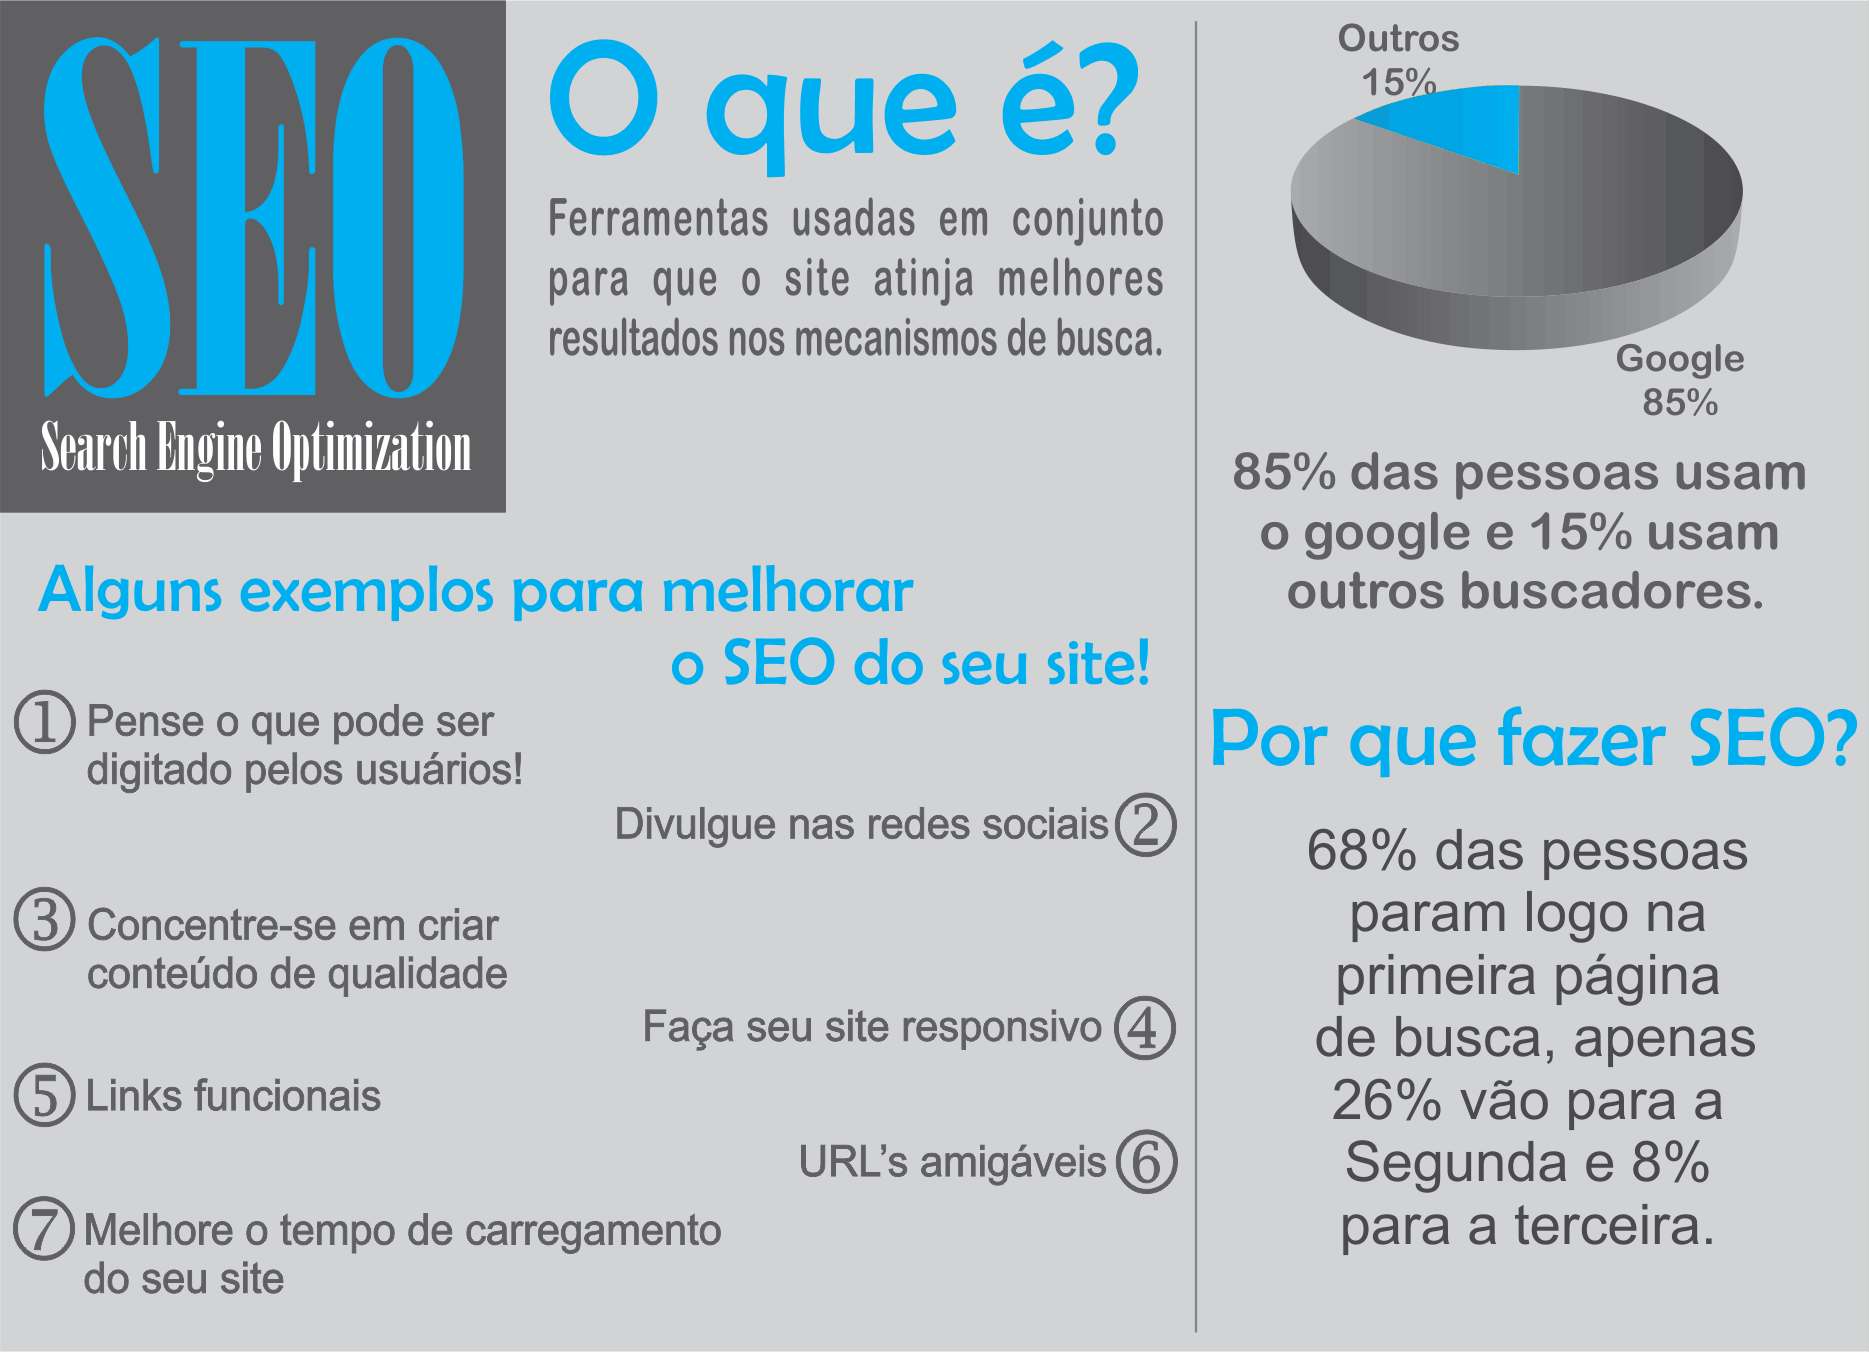 SEO
Search Engine Optimization
O que é?
Ferramentas usadas em conjunto
para que o site atinja melhores
resultados nos mecanismos de busca.
Alguns exemplos para melhorar
o SEO do seu site!
1 Pense o que pode ser
digitado pelos usuários!
Divulgue nas redes sociais 2
3 Concentre-se em criar
conteúdo de qualidade
Faça seu site responsivo 4
5 Links funcionais
URL’s amigáveis 6
7 Melhore o tempo de carregamento
do seu site
Outros
15%
Google
85%
85% das pessoas usam
o google e 15% usam
outros buscadores.
Por que fazer SEO?
68% das pessoas
param logo na
primeira página
de busca, apenas
26% vão para a
Segunda e 8%
para a terceira.